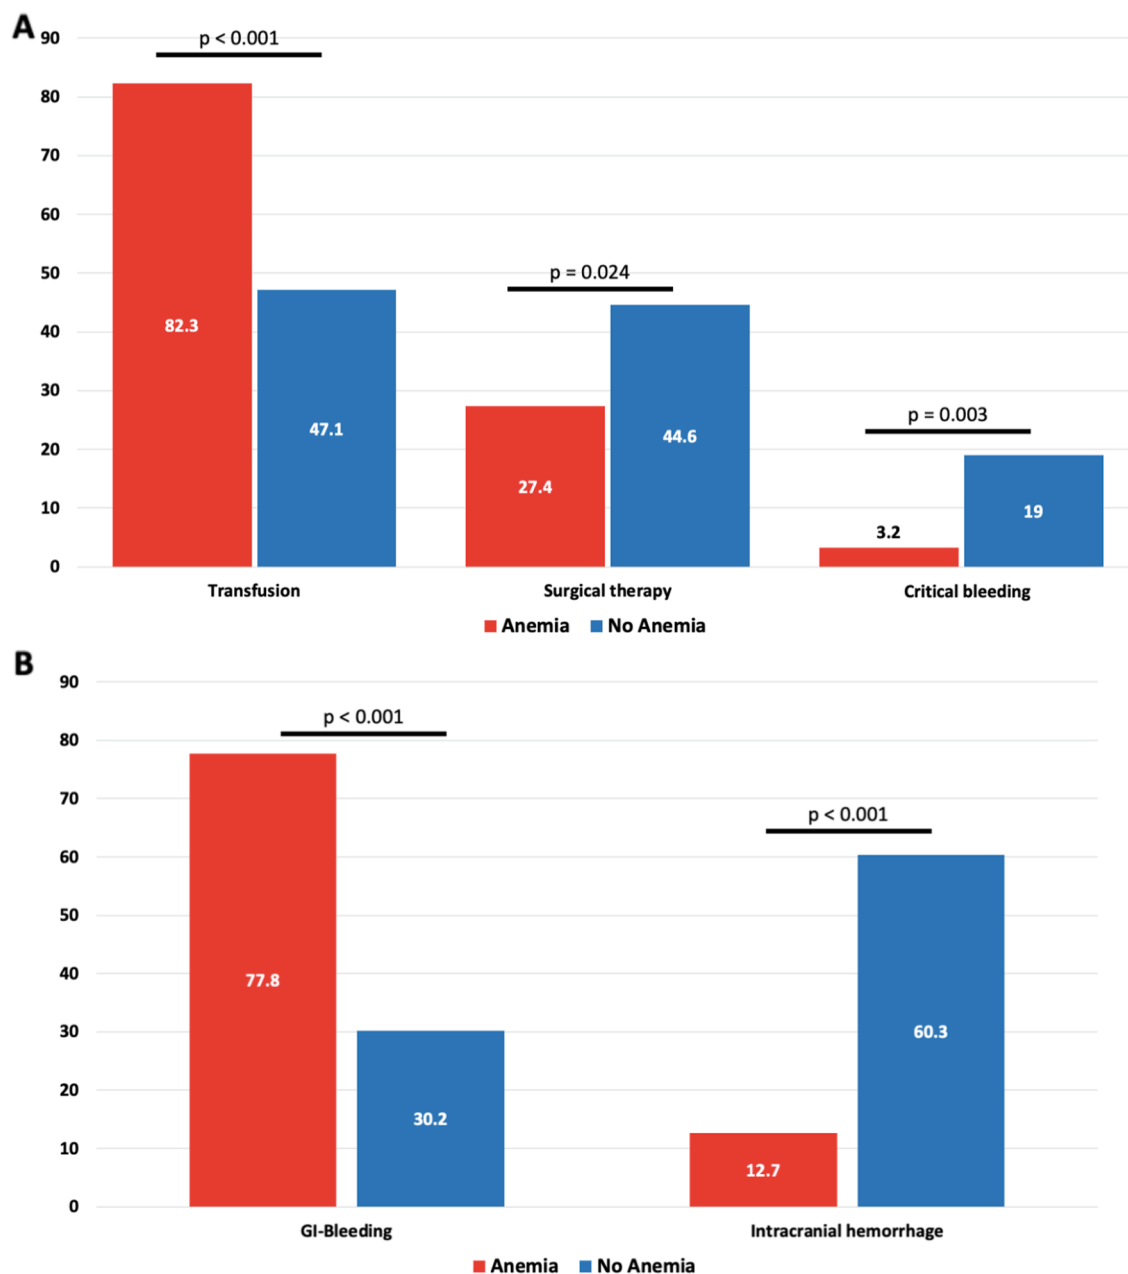 A
90
p < 0.001
80
70
60
50
p = 0.024
40
82.3
30
47.1
44.6
20
p = 0.003
27.4
10
3.2
19
0
Transfusion
Surgical therapy
Critical bleeding
Anemia
No Anemia
B
90
p < 0.001
80
70
p < 0.001
60
50
40
77.8
30
60.3
20
30.2
10
12.7
0
GI-Bleeding
Intracranial hemorrhage
Anemia
No Anemia